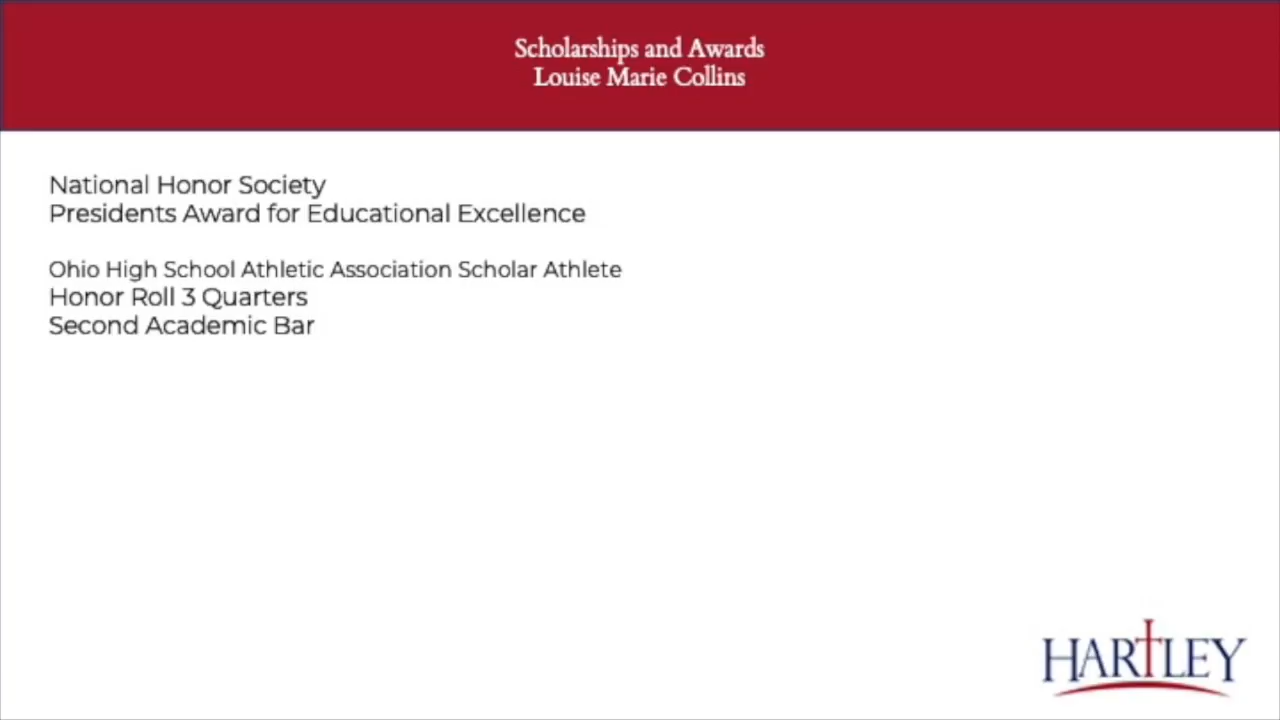 Scholarships and Awards
Louise Marie Collins
National Honor Society
Presidents Award for Educational Excellence
Ohio High School Athletic Association Scholar Athlete
Honor Roll 3 Quarters
Second Academic Bar
HARTLEY